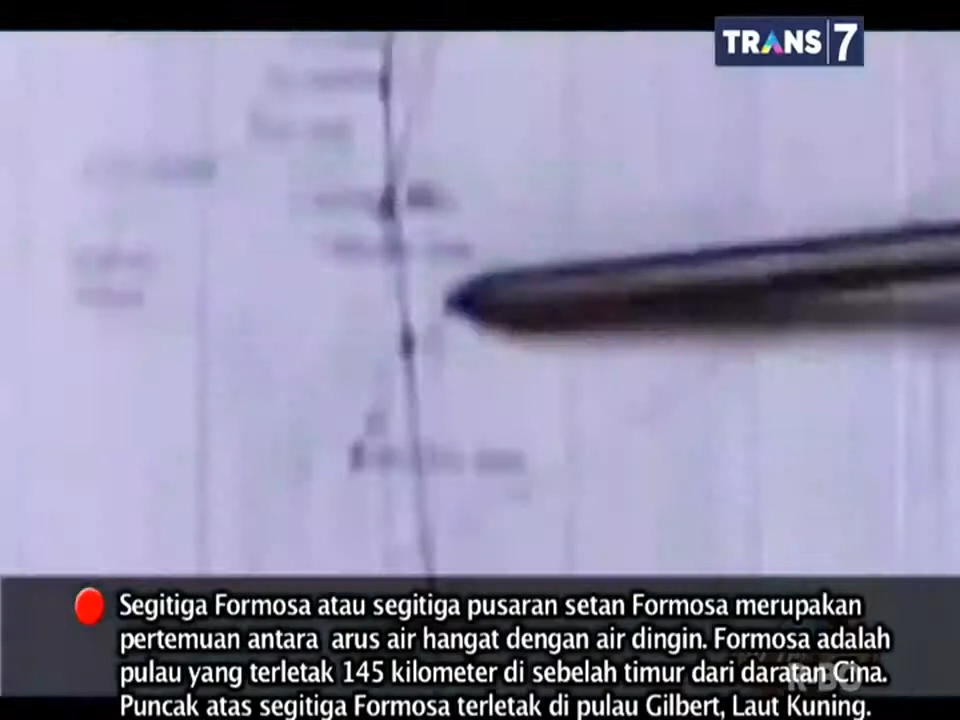 TRANS|7
Segitiga Formosa atau segitiga pusaran setan Formosa merupakan
pertemuan antara arus air hangat dengan air dingin. Formosa adalah
pulau yang terletak 145 kilometer di sebelah timur dari daratan Cina.
Puncak atas segitiga Formosa terletak di pulau Gilbert, Laut Kuning.